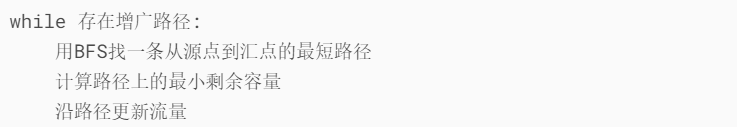 while 存在增广路径:
用BFS找一条从源点到汇点的最短路径
计算路径上的最小剩余容量
沿路径更新流量